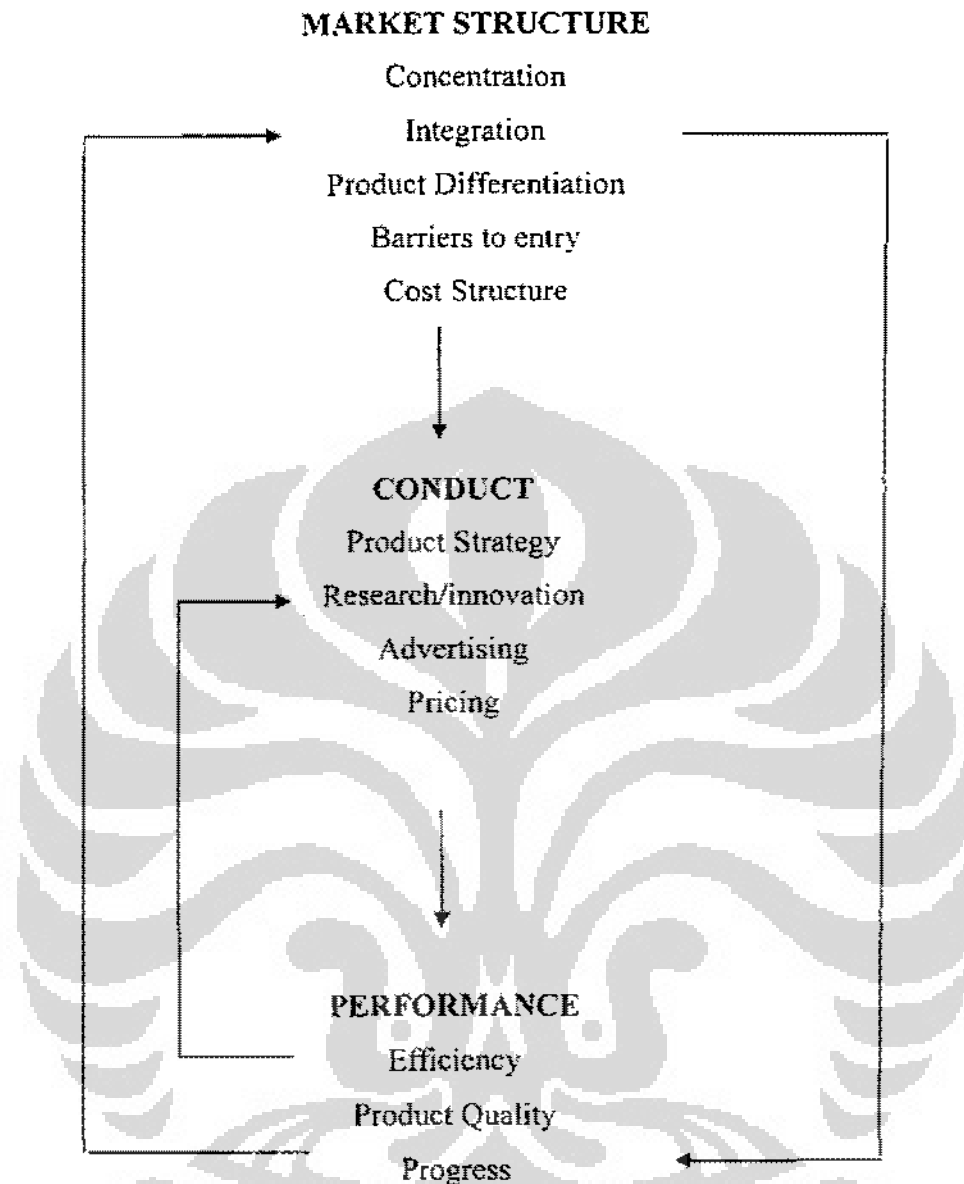 MARKET STRUCTURE
Concentration
Integration
Product Differentiation
Barriers to entry
Cost Structure
CONDUCT
Product Strategy
Research/innovation
Advertising
Pricing
PERFORMANCE
Efficiency
Product Quality
Progress